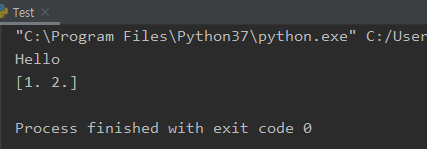 Test
"C:\Program Files\Python37\python.exe" C:/User
Hello
[1. 2.]
Process finished with exit code 0